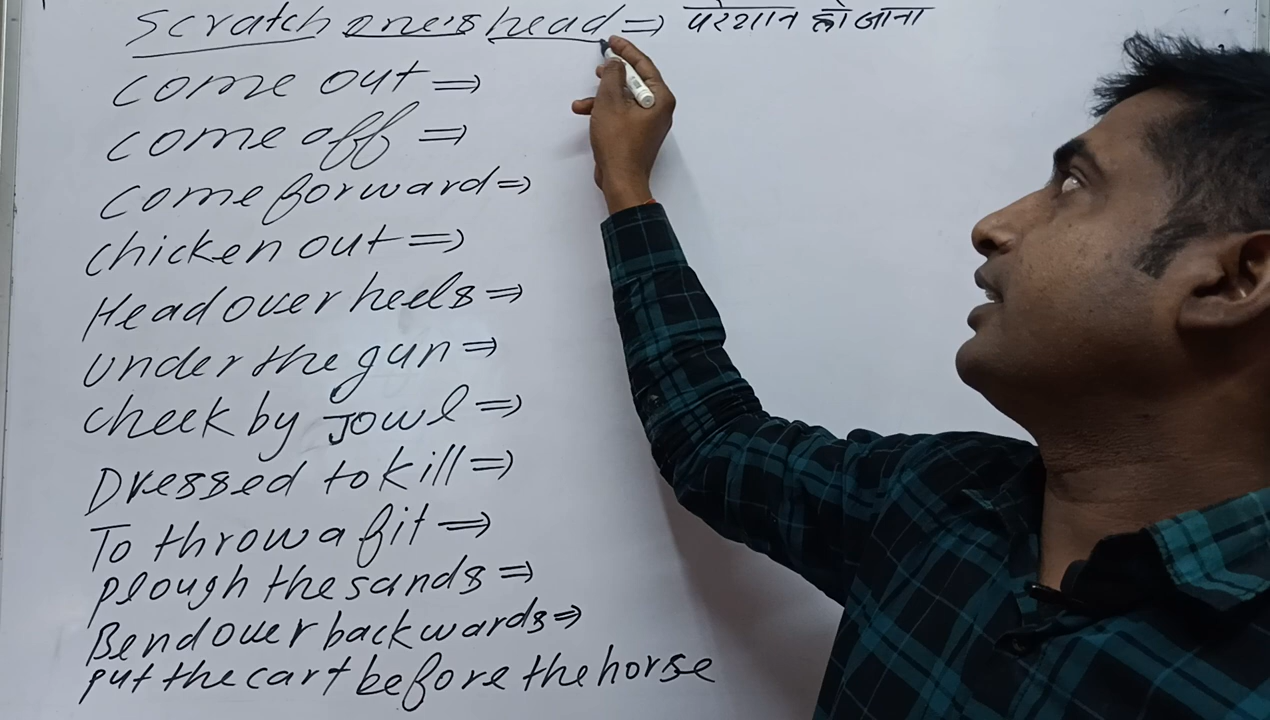 Scratch one's head ⇒ परेशान हो जाना
come out ⇒
come off ⇒
come forward ⇒
chicken out ⇒
Head over heels ⇒
under the gun ⇒
cheek by Jowl ⇒
Dressed to kill ⇒
To throw a fit ⇒
plough the sands ⇒
Bend over backwards ⇒
put the cart before the horse